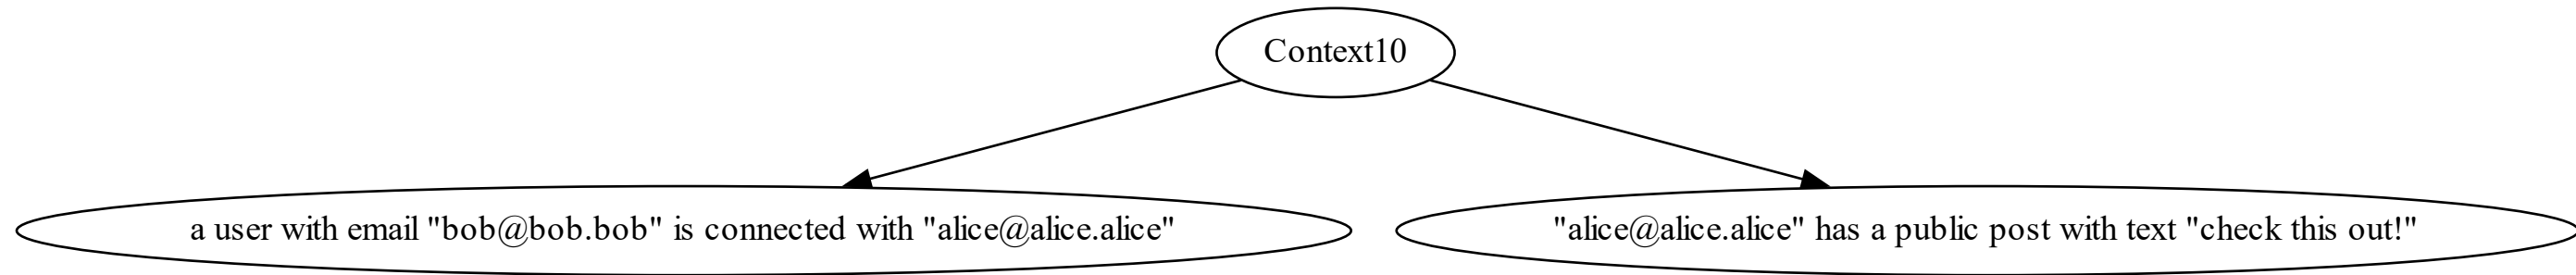 Context10
a user with email "bob@bob.bob" is connected with "alice@alice.alice"
"alice@alice.alice" has a public post with text "check this out!"